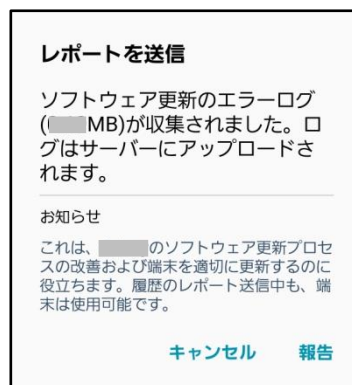 レポートを送信
ソフトウェア更新のエラーログ
( MB)が収集されました。ロ
グはサーバーにアップロードさ
れます。
お知らせ
これは、 のソフトウェア更新プロセ
スの改善および端末を適切に更新するのに
役立ちます。履歴のレポート送信中も、端
末は使用可能です。
キャンセル 報告